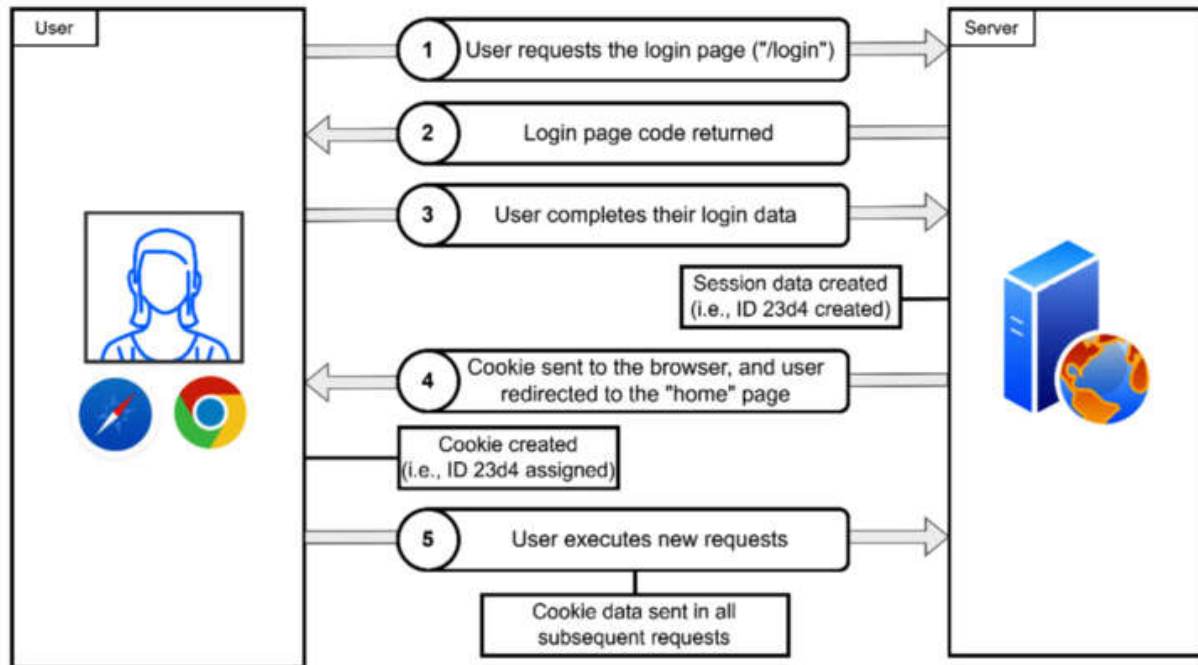 User
Server
1
User requests the login page ("/login")
2
Login page code returned
3
User completes their login data
Session data created
(i.e., ID 23d4 created)
4
Cookie sent to the browser, and user
redirected to the "home" page
Cookie created
(i.e., ID 23d4 assigned)
5
User executes new requests
Cookie data sent in all
subsequent requests